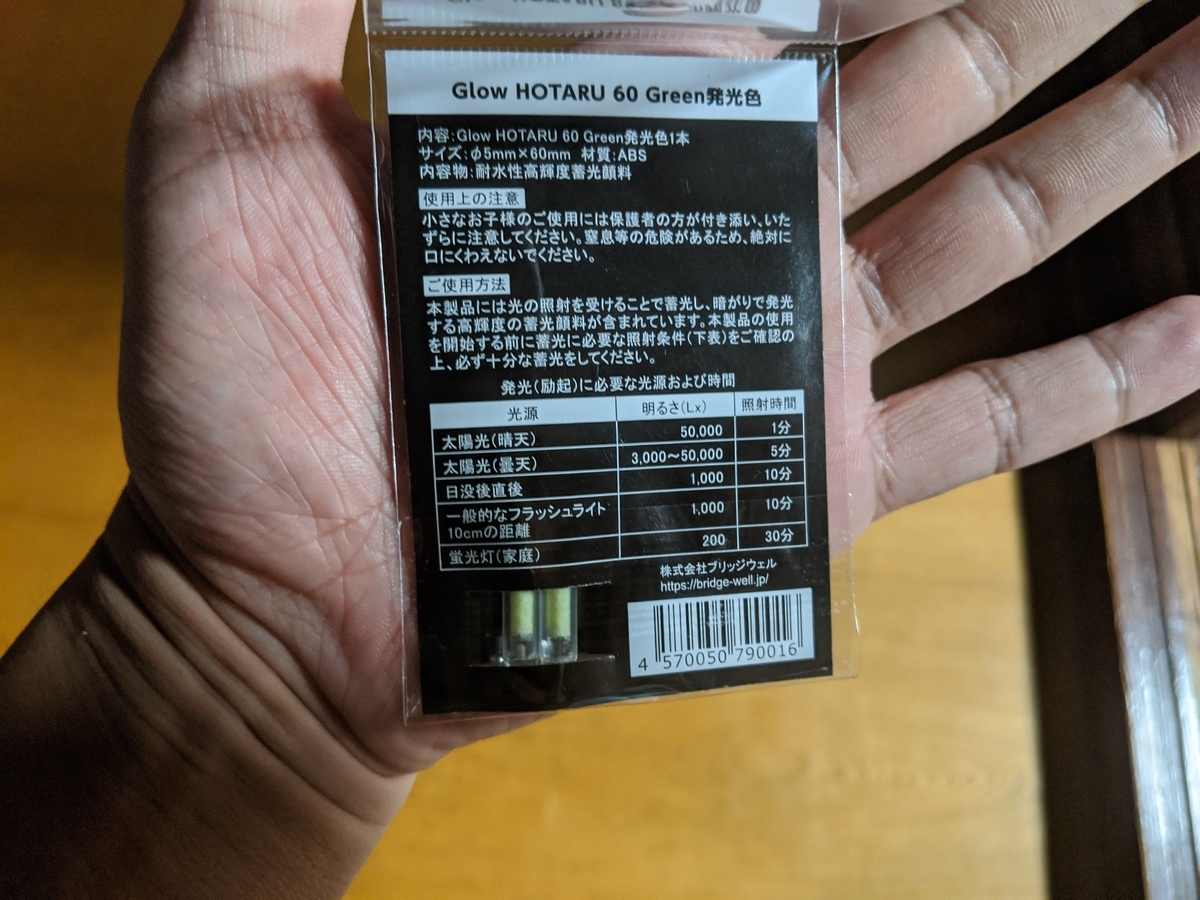 Glow HOTARU 60 Green発光色
内容:Glow HOTARU 60 Green発光色1本
サイズ:φ5mm×60mm 材質:ABS
内容物:耐水性高輝度蓄光顔料
使用上の注意
小さなお子様のご使用には保護者の方が付き添い、いた
ずらに注意してください。窒息等の危険があるため、絶対に
口にくわえないでください。
ご使用方法
本製品には光の照射を受けることで蓄光し、暗がりで発光
する高輝度の蓄光顔料が含まれています。本製品の使用
を開始する前に蓄光に必要な照射条件(下表)をご確認の
上、必ず十分な蓄光をしてください。
発光(励起)に必要な光源および時間
光源 明るさ(Lx) 照射時間
太陽光(晴天) 50,000 1分
太陽光(曇天) 3,000〜50,000 5分
日没後直後 1,000 10分
一般的なフラッシュライト 1,000 10分
10cmの距離
蛍光灯(家庭) 200 30分
株式会社ブリッジウェル
https://bridge-well.jp/
4 570050 790016